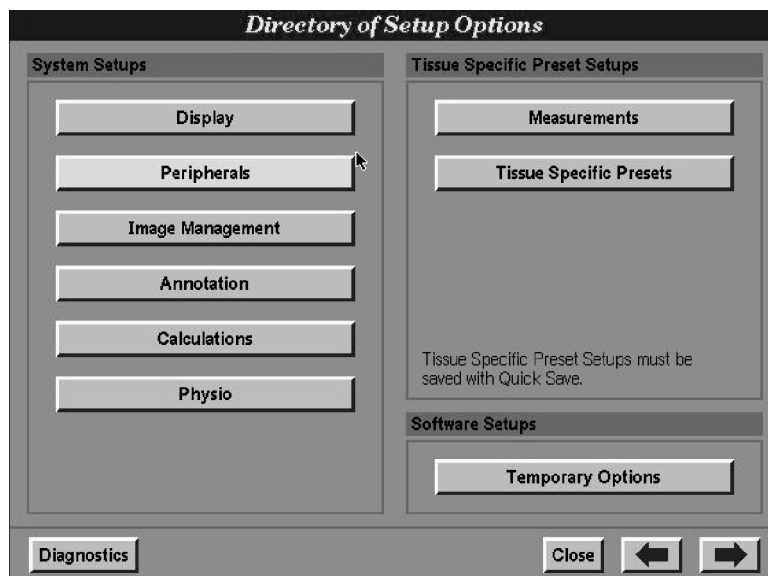 Directory of Setup Options
System Setups
Display
Peripherals
Image Management
Annotation
Calculations
Physio
Tissue Specific Preset Setups
Measurements
Tissue Specific Presets
Tissue Specific Preset Setups must be
saved with Quick Save.
Software Setups
Temporary Options
Diagnostics
Close